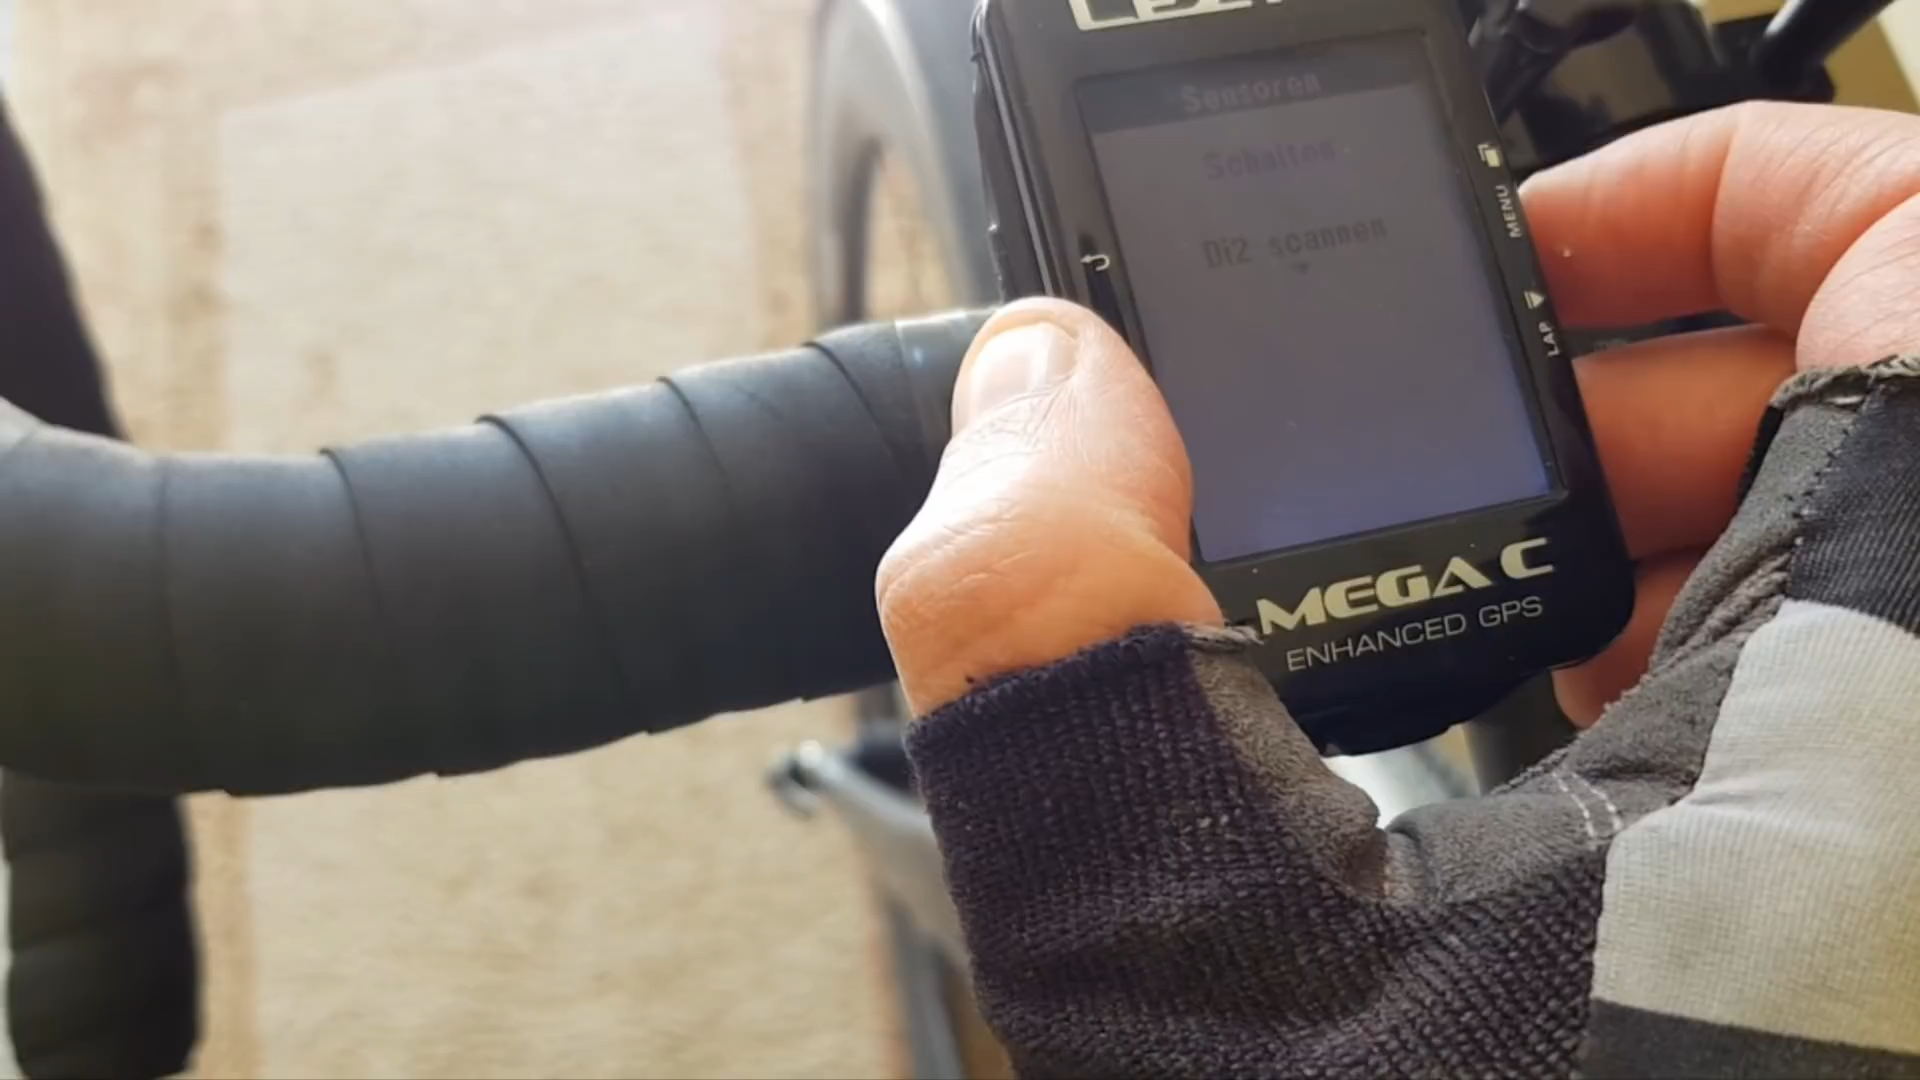 Sensoren
Schalten
Di2 scannen
MENU
LAP
MEGA C
ENHANCED GPS